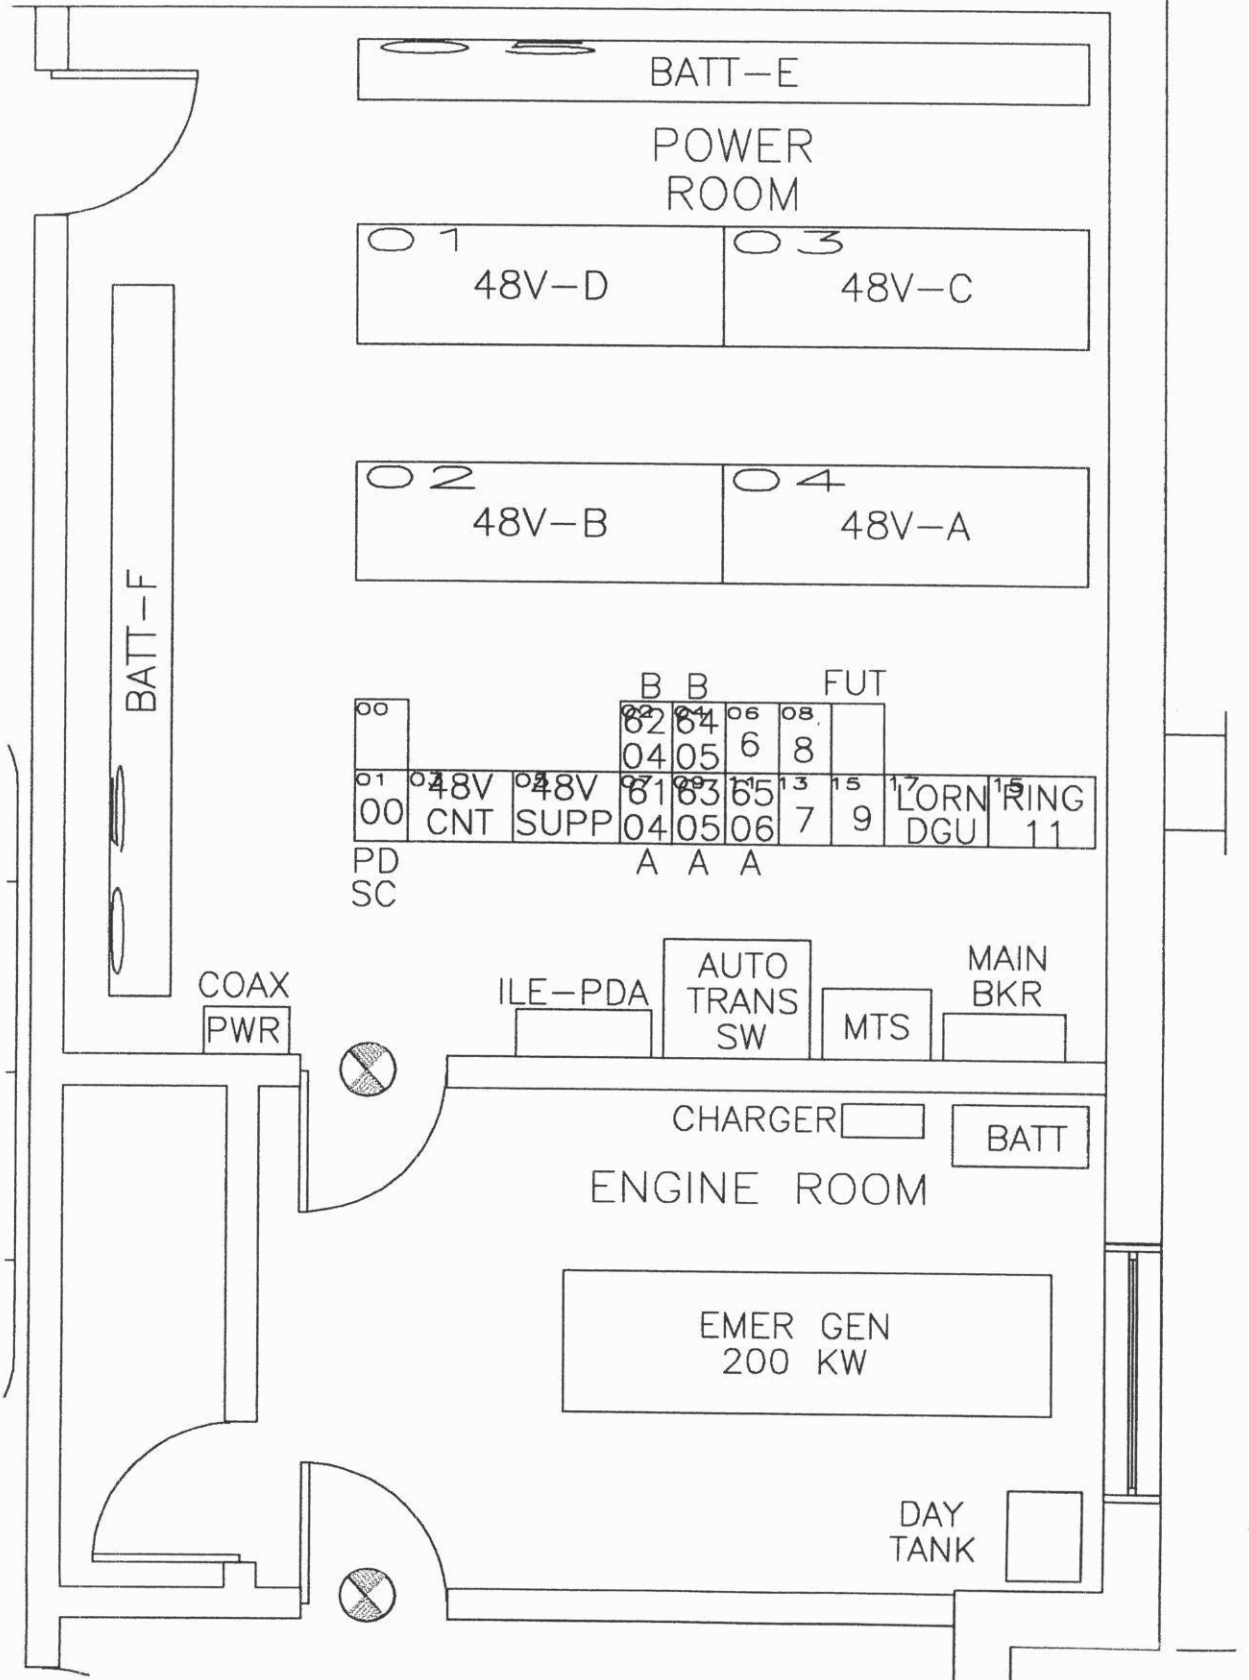 BATT-E
POWER
ROOM
01
03
48V-D
48V-C
02
04
48V-B
48V-A
BATT-F
B B FUT
00
62
64
06
08
04
05
6
8
01
00
48V
CNT
48V
SUPP
61
04
63
05
11
65
06
13
7
15
9
17
LORN
DGU
RING
11
PD
SC
A A A
COAX
PWR
ILE-PDA
AUTO
TRANS
SW
MTS
MAIN
BKR
CHARGER
BATT
ENGINE ROOM
EMER GEN
200 KW
DAY
TANK